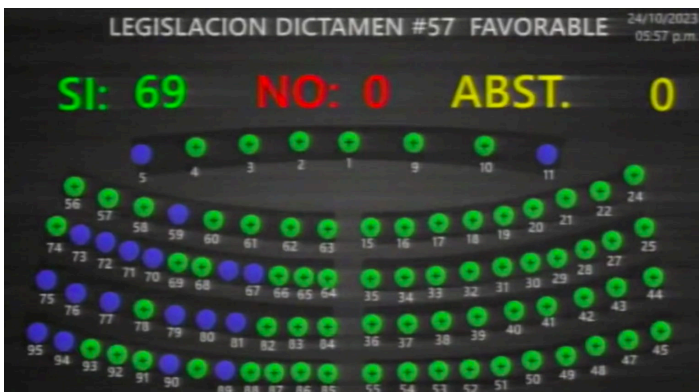 LEGISLACION DICTAMEN #57 FAVORABLE
24/10/2023
05:57 p.m.
SI: 69 NO: 0 ABST. 0
5 4 3 2 1 9 10 11
56 57 58 59 60 61 62 63 15 16 17 18 19 20 21 22 24
74 73 72 71 70 69 68 67 66 65 64 35 34 33 32 31 30 29 28 27 25
75 76 77 78 79 80 81 82 83 84 36 37 38 39 40 41 42 43 44
95 94 93 92 91 90 89 88 87 86 85 55 54 53 52 51 50 49 48 47 45